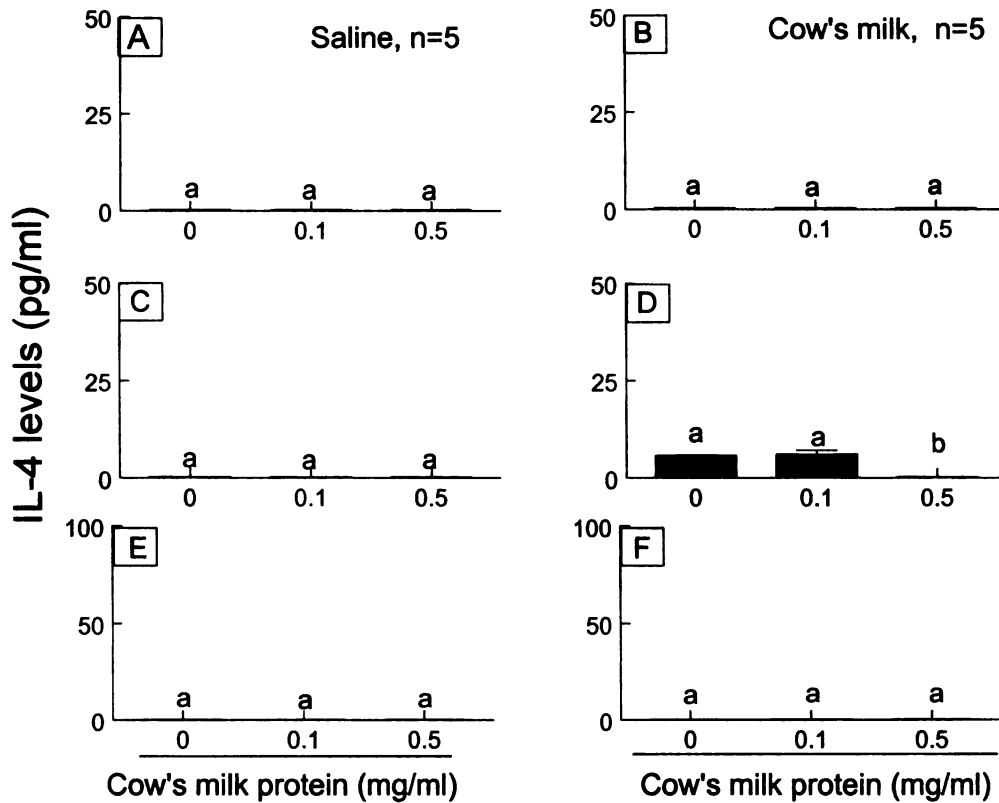 IL-4 levels (pg/ml)
A
Saline, n=5
50
25
0
a a a
0 0.1 0.5
B
Cow's milk, n=5
50
25
0
a a a
0 0.1 0.5
C
50
25
0
a a a
0 0.1 0.5
D
50
25
0
a a b
0 0.1 0.5
E
100
50
0
a a a
0 0.1 0.5
Cow's milk protein (mg/ml)
F
100
50
0
a a a
0 0.1 0.5
Cow's milk protein (mg/ml)